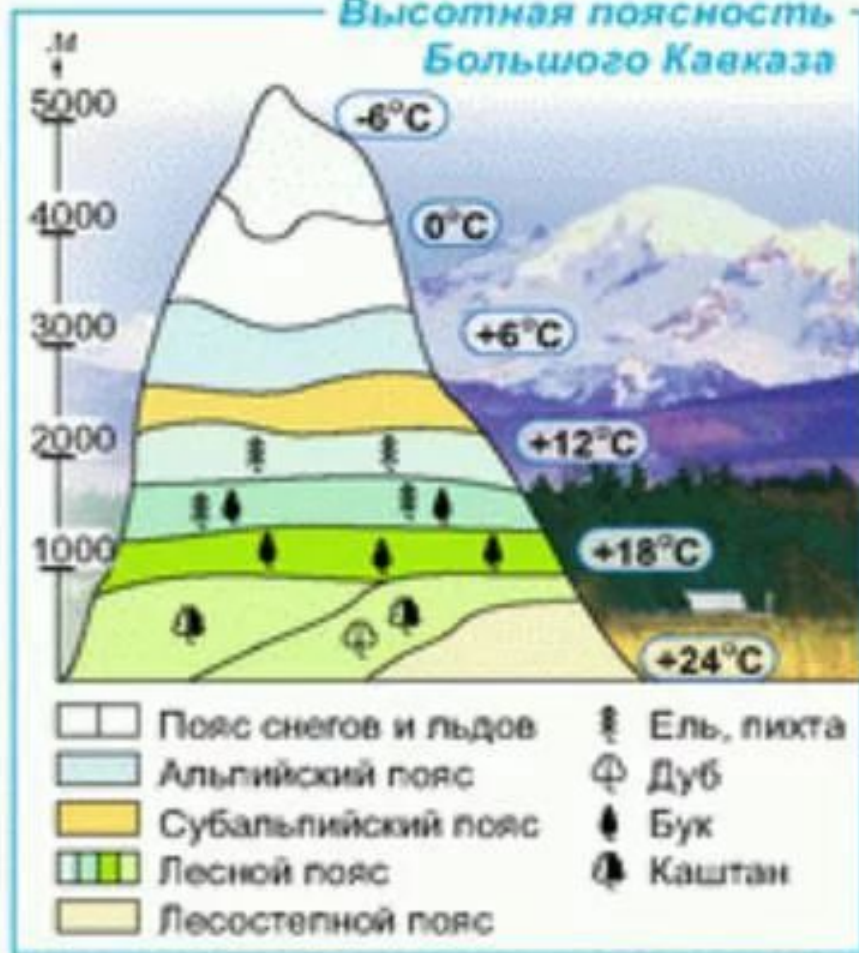 Высотная поясность
Большого Кавказа
м
5000
4000
3000
2000
1000
-6°C
0°C
+6°C
+12°C
+18°C
+24°C
Пояс снегов и льдов
Альпийский пояс
Субальпийский пояс
Лесной пояс
Лесостепной пояс
Ель, пихта
Дуб
Бук
Каштан